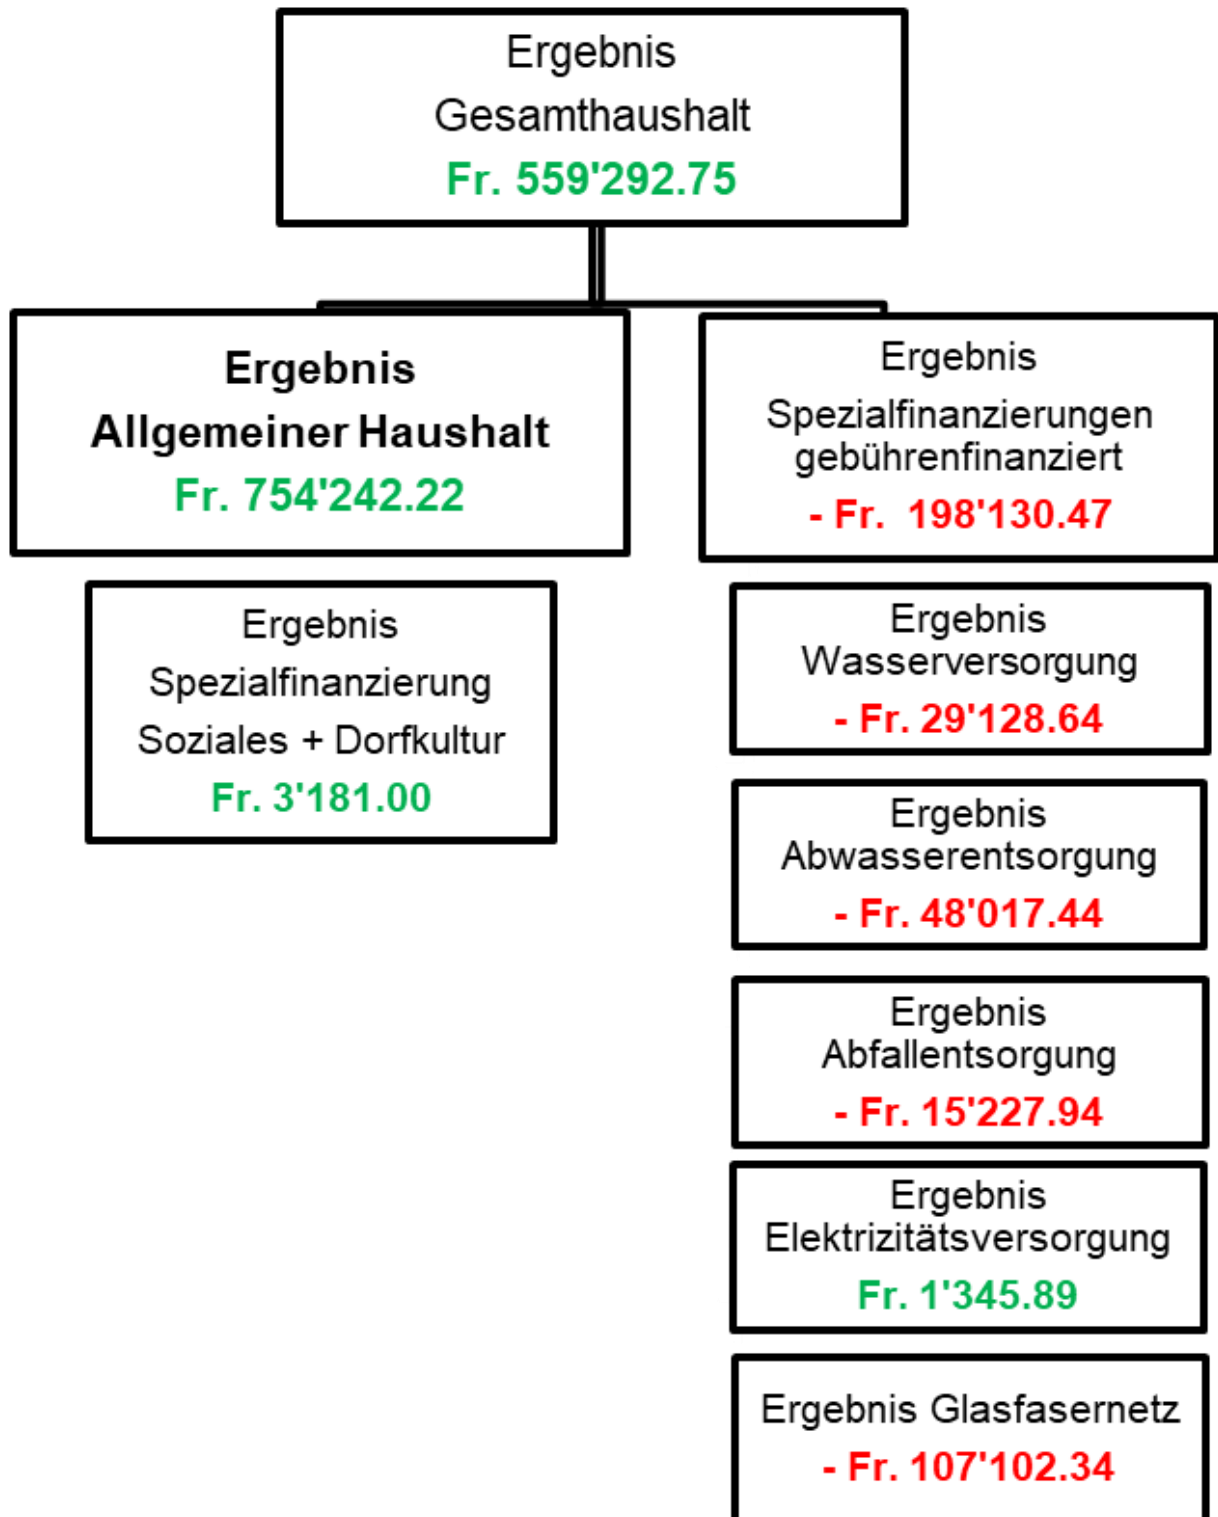 Ergebnis
Gesamthaushalt
Fr. 559'292.75
Ergebnis
Allgemeiner Haushalt
Fr. 754'242.22
Ergebnis
Spezialfinanzierung
Soziales + Dorfkultur
Fr. 3'181.00
Ergebnis
Spezialfinanzierungen
gebührenfinanziert
- Fr.  198'130.47
Ergebnis
Wasserversorgung
- Fr. 29'128.64
Ergebnis
Abwasserentsorgung
- Fr. 48'017.44
Ergebnis
Abfallentsorgung
- Fr. 15'227.94
Ergebnis
Elektrizitätsversorgung
Fr. 1'345.89
Ergebnis Glasfasernetz
- Fr. 107'102.34